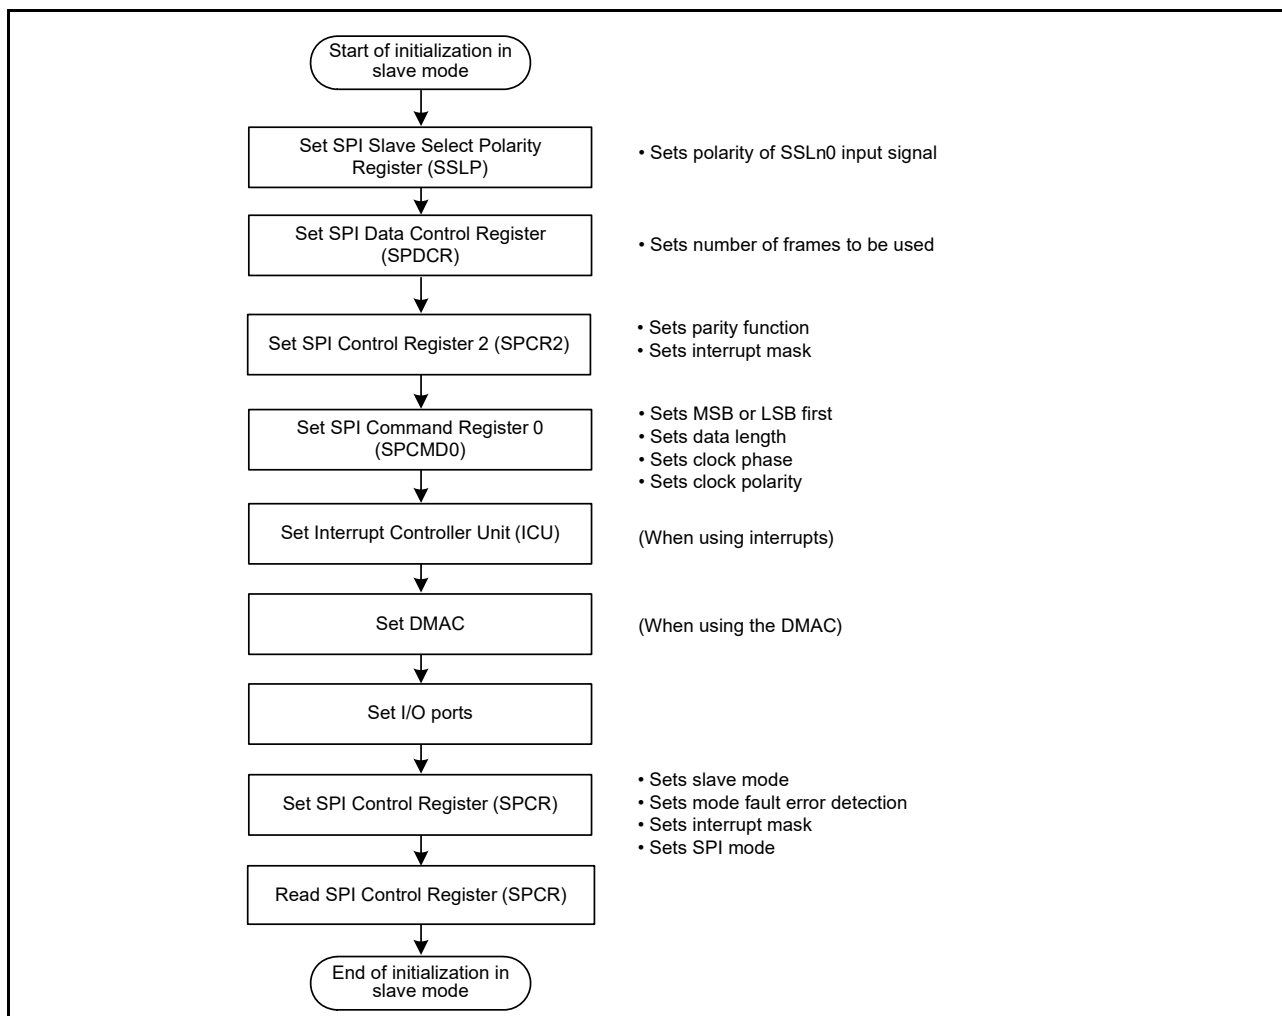 Start of initialization in
slave mode
Set SPI Slave Select Polarity
Register (SSLP)
• Sets polarity of SSLn0 input signal
Set SPI Data Control Register
(SPDCR)
• Sets number of frames to be used
Set SPI Control Register 2 (SPCR2)
• Sets parity function
• Sets interrupt mask
Set SPI Command Register 0
(SPCMD0)
• Sets MSB or LSB first
• Sets data length
• Sets clock phase
• Sets clock polarity
Set Interrupt Controller Unit (ICU)
(When using interrupts)
Set DMAC
(When using the DMAC)
Set I/O ports
Set SPI Control Register (SPCR)
• Sets slave mode
• Sets mode fault error detection
• Sets interrupt mask
• Sets SPI mode
Read SPI Control Register (SPCR)
End of initialization in
slave mode